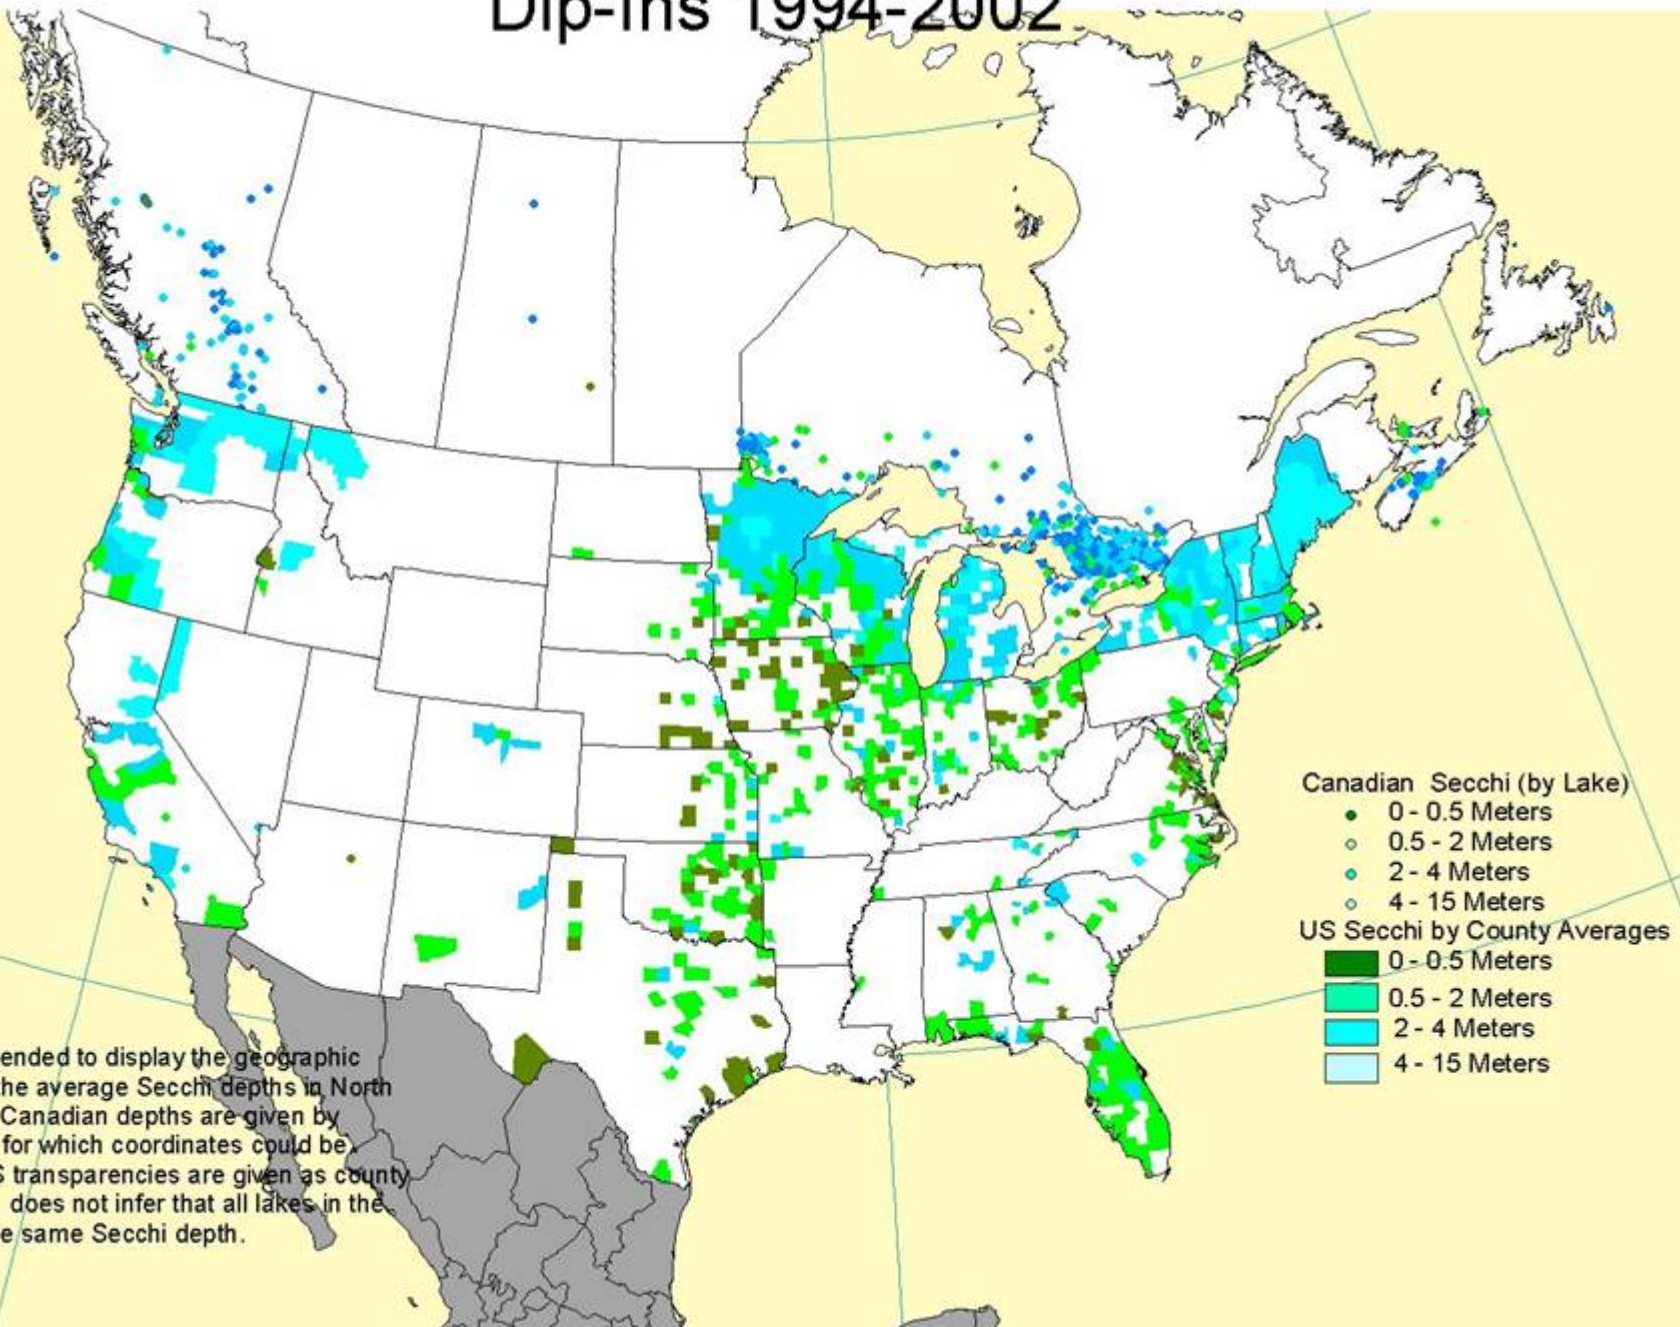 Dip-Ins 1994-2002
Canadian Secchi (by Lake)
0 - 0.5 Meters
0.5 - 2 Meters
2 - 4 Meters
4 - 15 Meters
US Secchi by County Averages
0 - 0.5 Meters
0.5 - 2 Meters
2 - 4 Meters
4 - 15 Meters
ended to display the geographic
he average Secchi depths in North
Canadian depths are given by
for which coordinates could be
transparencies are given as county
does not infer that all lakes in the
e same Secchi depth.